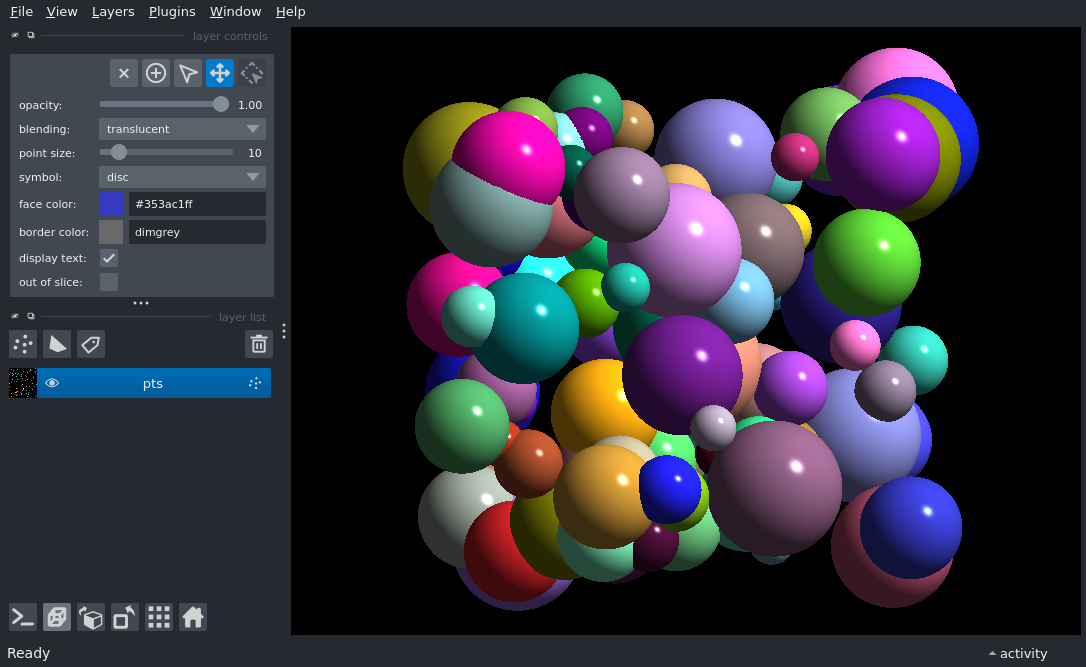 File View Layers Plugins Window Help
layer controls
opacity: 1.00
blending: translucent
point size: 10
symbol: disc
face color: #353ac1ff
border color: dimgrey
display text:
out of slice:
layer list
pts
Ready activity